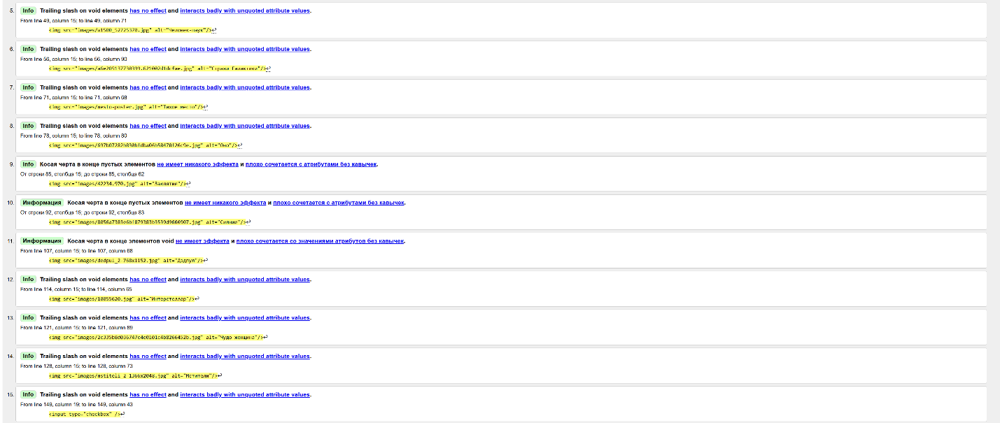 5. Info Trailing slash on void elements has no effect and interacts badly with unquoted attribute values.
From line 49, column 15; to line 49, column 71
<img src="images/w1500_52725370.jpg" alt="Человек-паук"/>↩
6. Info Trailing slash on void elements has no effect and interacts badly with unquoted attribute values.
From line 56, column 15; to line 56, column 90
<img src="images/a6e205137730399.621002d1dcfae.jpg" alt="Стражи Галактики"/>↩
7. Info Trailing slash on void elements has no effect and interacts badly with unquoted attribute values.
From line 71, column 15; to line 71, column 68
<img src="images/mesto-poster.jpg" alt="Тихое место"/>↩
8. Info Trailing slash on void elements has no effect and interacts badly with unquoted attribute values.
From line 78, column 15; to line 78, column 80
<img src="images/697b07282b830bfdba06b58478f26c9e.jpg" alt="Оно"/>↩
9. Info Косая черта в конце пустых элементов не имеет никакого эффекта и плохо сочетается с атрибутами без кавычек.
От строки 85, столбца 15; до строки 85, столбца 62
<img src="images/42234.970.jpg" alt="Заклятие"/>↩
10. Информация Косая черта в конце пустых элементов не имеет никакого эффекта и плохо сочетается с атрибутами без кавычек.
От строки 92, столбца 15; до строки 92, столбца 83
<img src="images/8056a7383e6bf879383b3539d9666907.jpg" alt="Сияние"/>↩
11. Информация Косая черта в конце элементов void не имеет эффекта и плохо сочетается со значениями атрибутов без кавычек.
From line 107, column 15; to line 107, column 68
<img src="images/dedpul_2-768x1152.jpg" alt="Дэдпул"/>↩
12. Info Trailing slash on void elements has no effect and interacts badly with unquoted attribute values.
From line 114, column 15; to line 114, column 65
<img src="images/10055620.jpg" alt="Интерстеллар"/>↩
13. Info Trailing slash on void elements has no effect and interacts badly with unquoted attribute values.
From line 121, column 15; to line 121, column 89
<img src="images/2c335b8d036747c4e0101c4b8266452b.jpg" alt="Чудо женщина"/>↩
14. Info Trailing slash on void elements has no effect and interacts badly with unquoted attribute values.
From line 128, column 15; to line 128, column 73
<img src="images/mstiteli_2-1366x2048.jpg" alt="Мстители"/>↩
15. Info Trailing slash on void elements has no effect and interacts badly with unquoted attribute values.
From line 149, column 19; to line 149, column 43
<input type="checkbox" />↩